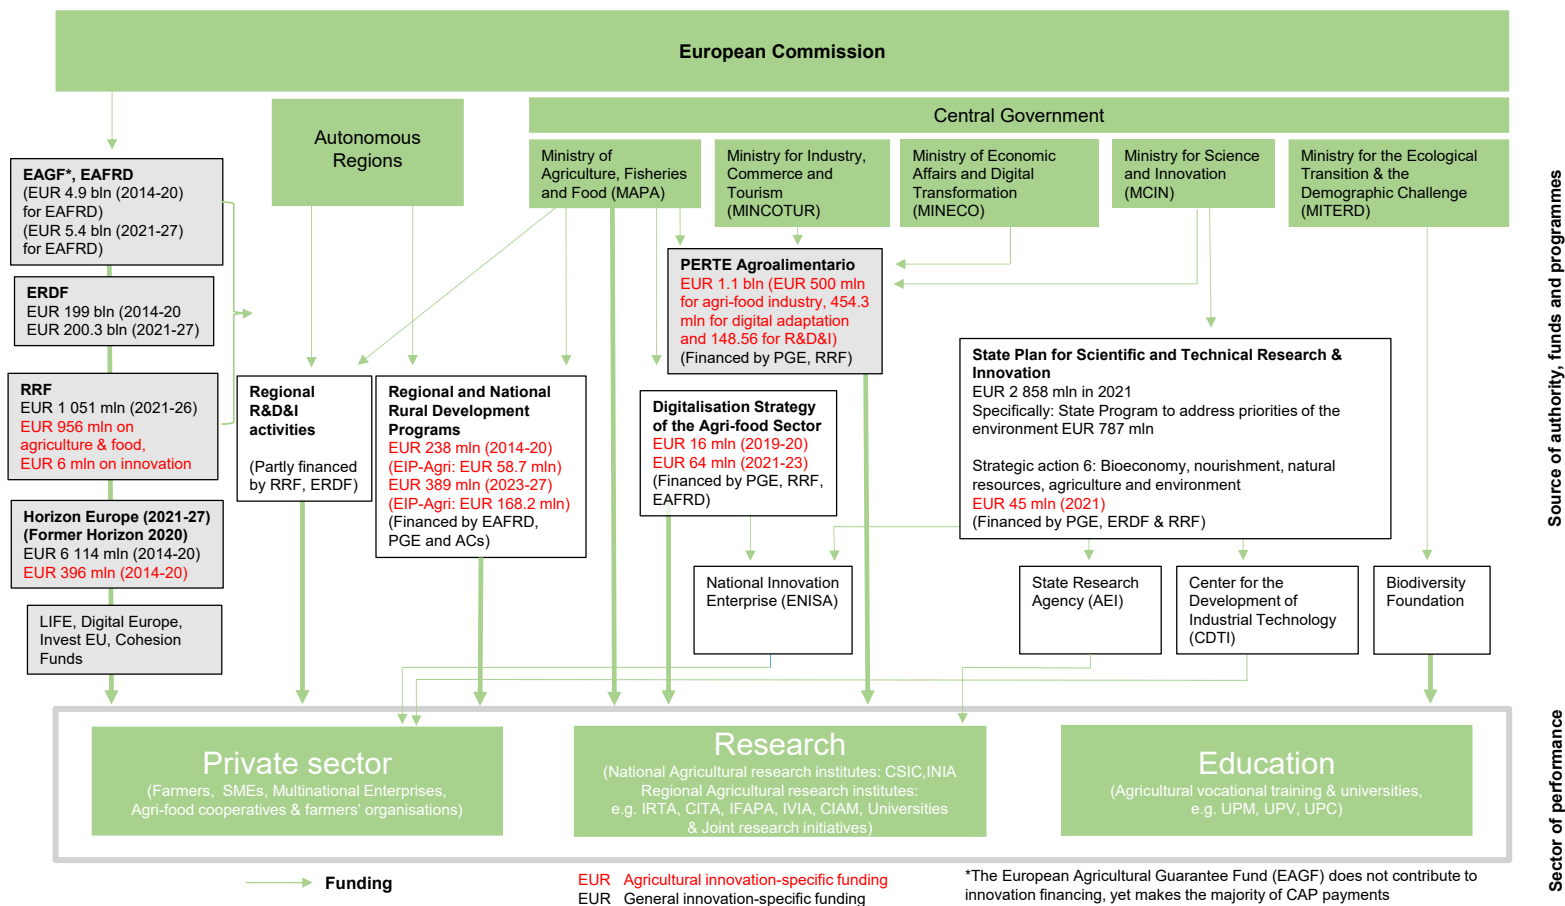 European Commission
Autonomous
Regions
Central Government
Ministry of
Agriculture, Fisheries
and Food (MAPA)
Ministry for Industry,
Commerce and
Tourism
(MINCOTUR)
Ministry of Economic
Affairs and Digital
Transformation
(MINECO)
Ministry for Science
and Innovation
(MCIN)
Ministry for the Ecological
Transition & the
Demographic Challenge
(MITERD)
EAGF*, EAFRD
(EUR 4.9 bln (2014-20)
for EAFRD)
(EUR 5.4 bln (2021-27)
for EAFRD)
ERDF
EUR 199 bln (2014-20
EUR 200.3 bln (2021-27)
RRF
EUR 1 051 mln (2021-26)
EUR 956 mln on
agriculture & food,
EUR 6 mln on innovation
Horizon Europe (2021-27)
(Former Horizon 2020)
EUR 6 114 mln (2014-20)
EUR 396 mln (2014-20)
LIFE, Digital Europe,
Invest EU, Cohesion
Funds
Regional
R&D&I
activities
(Partly financed
by RRF, ERDF)
Regional and National
Rural Development
Programs
EUR 238 mln (2014-20)
(EIP-Agri: EUR 58.7 mln)
EUR 389 mln (2023-27)
(EIP-Agri: EUR 168.2 mln)
(Financed by EAFRD,
PGE and ACs)
PERTE Agroalimentario
EUR 1.1 bln (EUR 500 mln
for agri-food industry, 454.3
mln for digital adaptation
and 148.56 for R&D&I)
(Financed by PGE, RRF)
Digitalisation Strategy
of the Agri-food Sector
EUR 16 mln (2019-20)
EUR 64 mln (2021-23)
(Financed by PGE, RRF,
EAFRD)
State Plan for Scientific and Technical Research &
Innovation
EUR 2 858 mln in 2021
Specifically: State Program to address priorities of the
environment EUR 787 mln
Strategic action 6: Bioeconomy, nourishment, natural
resources, agriculture and environment
EUR 45 mln (2021)
(Financed by PGE, ERDF & RRF)
National Innovation
Enterprise (ENISA)
State Research
Agency (AEI)
Center for the
Development of
Industrial Technology
(CDTI)
Biodiversity
Foundation
Source of authority, funds and programmes
Private sector
(Farmers, SMEs, Multinational Enterprises,
Agri-food cooperatives & farmers' organisations)
Research
(National Agricultural research institutes: CSIC,INIA
Regional Agricultural research institutes:
e.g. IRTA, CITA, IFAPA, IVIA, CIAM, Universities
& Joint research initiatives)
Education
(Agricultural vocational training & universities,
e.g. UPM, UPV, UPC)
Sector of performance
Funding
EUR Agricultural innovation-specific funding
EUR General innovation-specific funding
*The European Agricultural Guarantee Fund (EAGF) does not contribute to
innovation financing, yet makes the majority of CAP payments